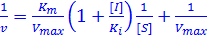 1/v = K_m/V_max (1 + [I]/K_i) 1/[S] + 1/V_max